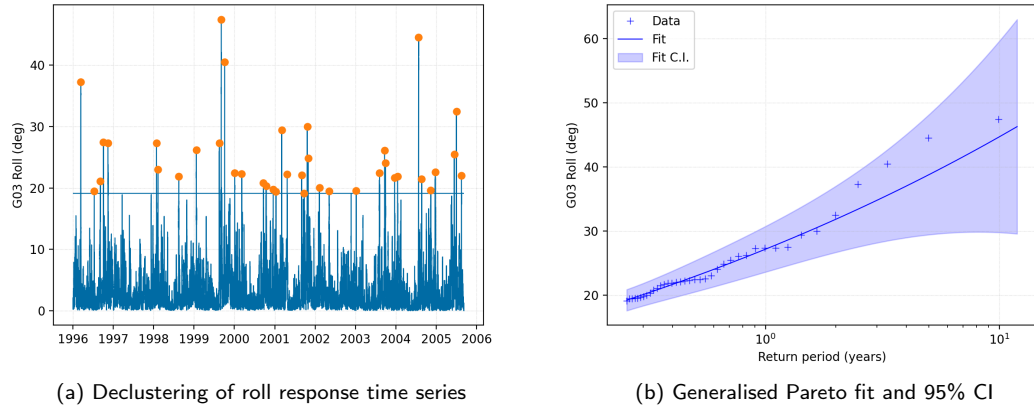 G03 Roll (deg)
40
30
20
10
0
1996 1997 1998 1999 2000 2001 2002 2003 2004 2005 2006
(a) Declustering of roll response time series
Data
Fit
Fit C.I.
G03 Roll (deg)
60
50
40
30
20
10⁰ 10¹
Return period (years)
(b) Generalised Pareto fit and 95% CI